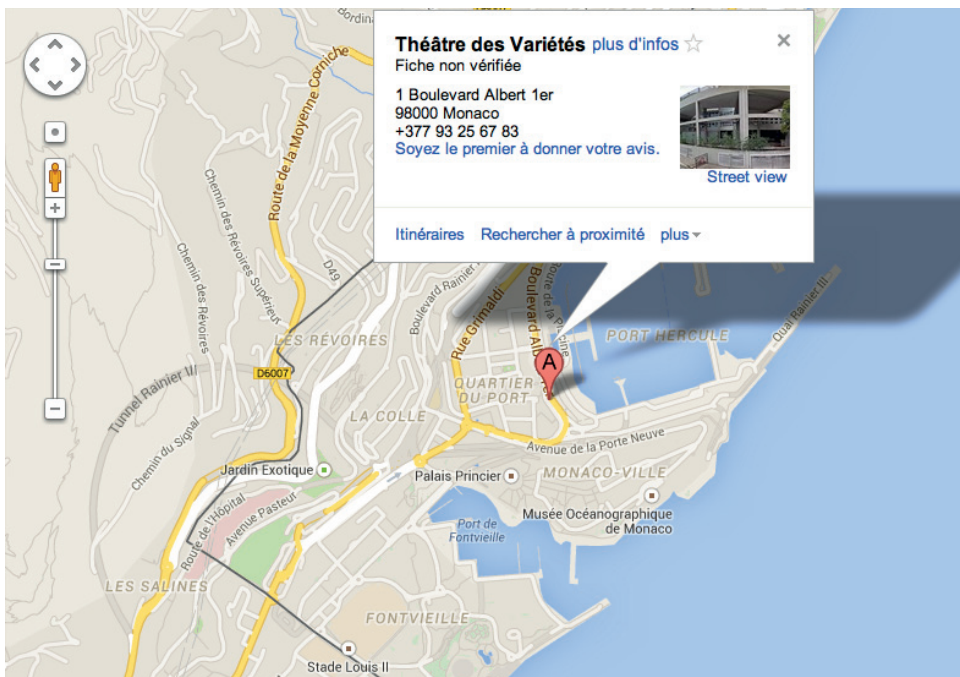 Théâtre des Variétés plus d'infos
Fiche non vérifiée
1 Boulevard Albert 1er
98000 Monaco
+377 93 25 67 83
Soyez le premier à donner votre avis.
Street view
Itinéraires Rechercher à proximité plus
Route de la Moyenne Corniche
Chemin des Révoires Supérieur
Chemin des Révoires
D49
Boulevard Rainier
Rue Grimaldi
Boulevard Alb
Route de la Piscine
Quai Rainier III
PORT HERCULE
LES RÉVOIRES
A
D6007
Tunnel Rainier III
QUARTIER
DU PORT
LA COLLE
Chemin du Signal
Avenue de la Porte Neuve
Jardin Exotique
Palais Princier
MONACO-VILLE
Route de l'Hôpital
Avenue Pasteur
Musée Océanographique
de Monaco
Port de
Fontvieille
LES SALINES
FONTVIEILLE
Stade Louis II